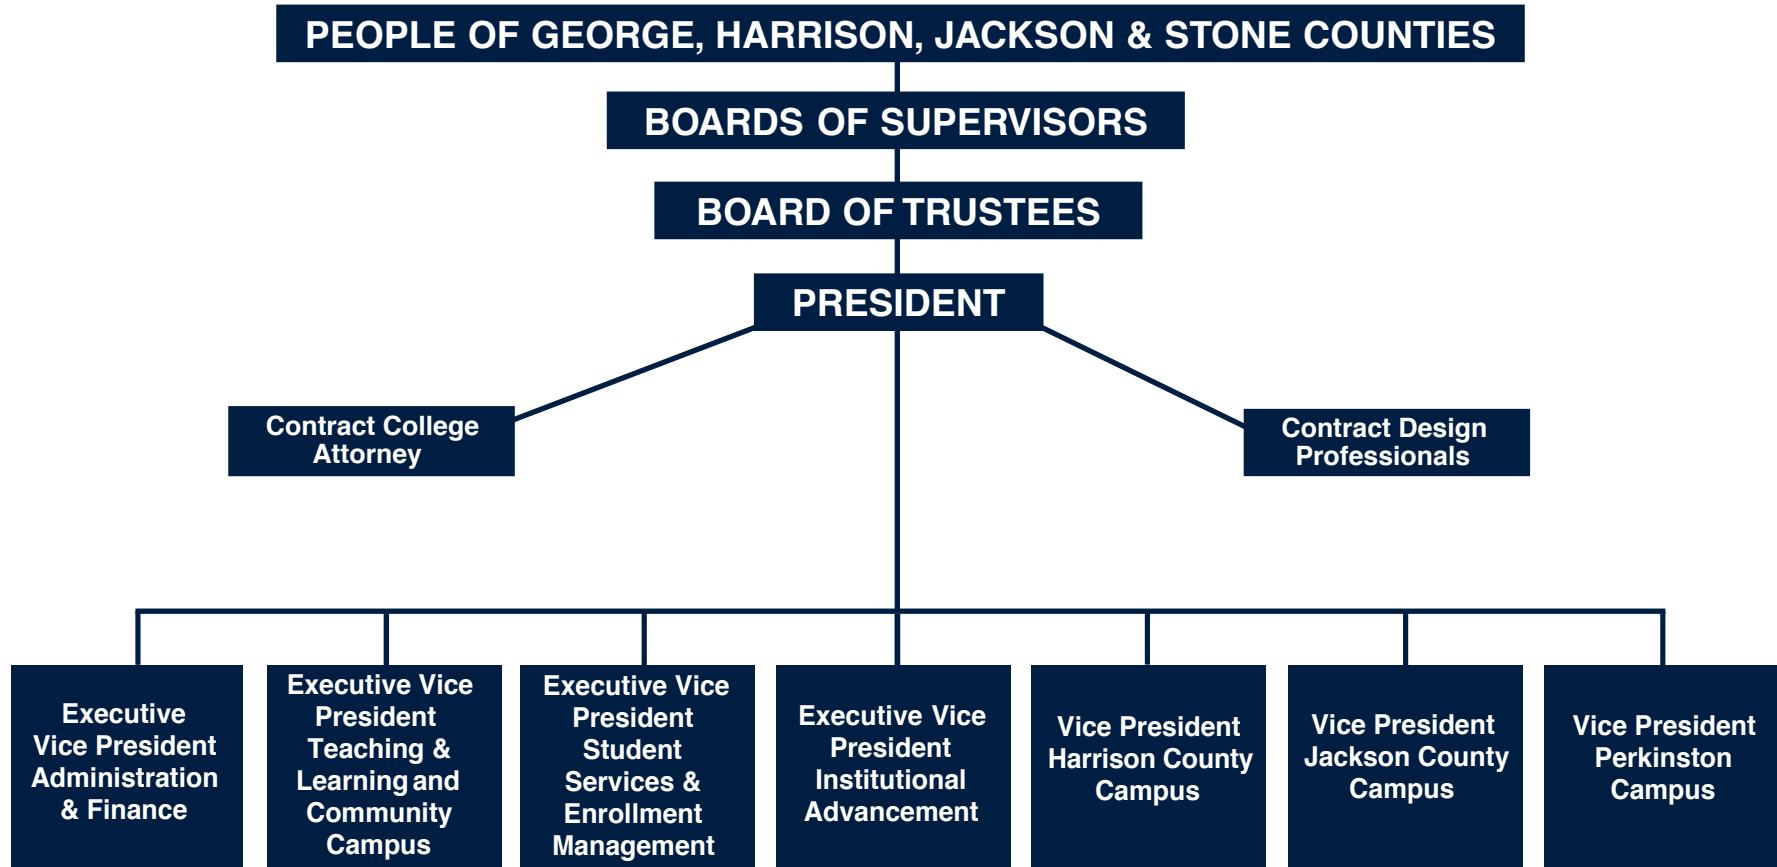 PEOPLE OF GEORGE, HARRISON, JACKSON & STONE COUNTIES
BOARDS OF SUPERVISORS
BOARD OF TRUSTEES
PRESIDENT
Contract College
Attorney
Contract Design
Professionals
Executive
Vice President
Administration
& Finance
Executive Vice
President
Teaching &
Learning and
Community
Campus
Executive Vice
President
Student
Services &
Enrollment
Management
Executive Vice
President
Institutional
Advancement
Vice President
Harrison County
Campus
Vice President
Jackson County
Campus
Vice President
Perkinston
Campus